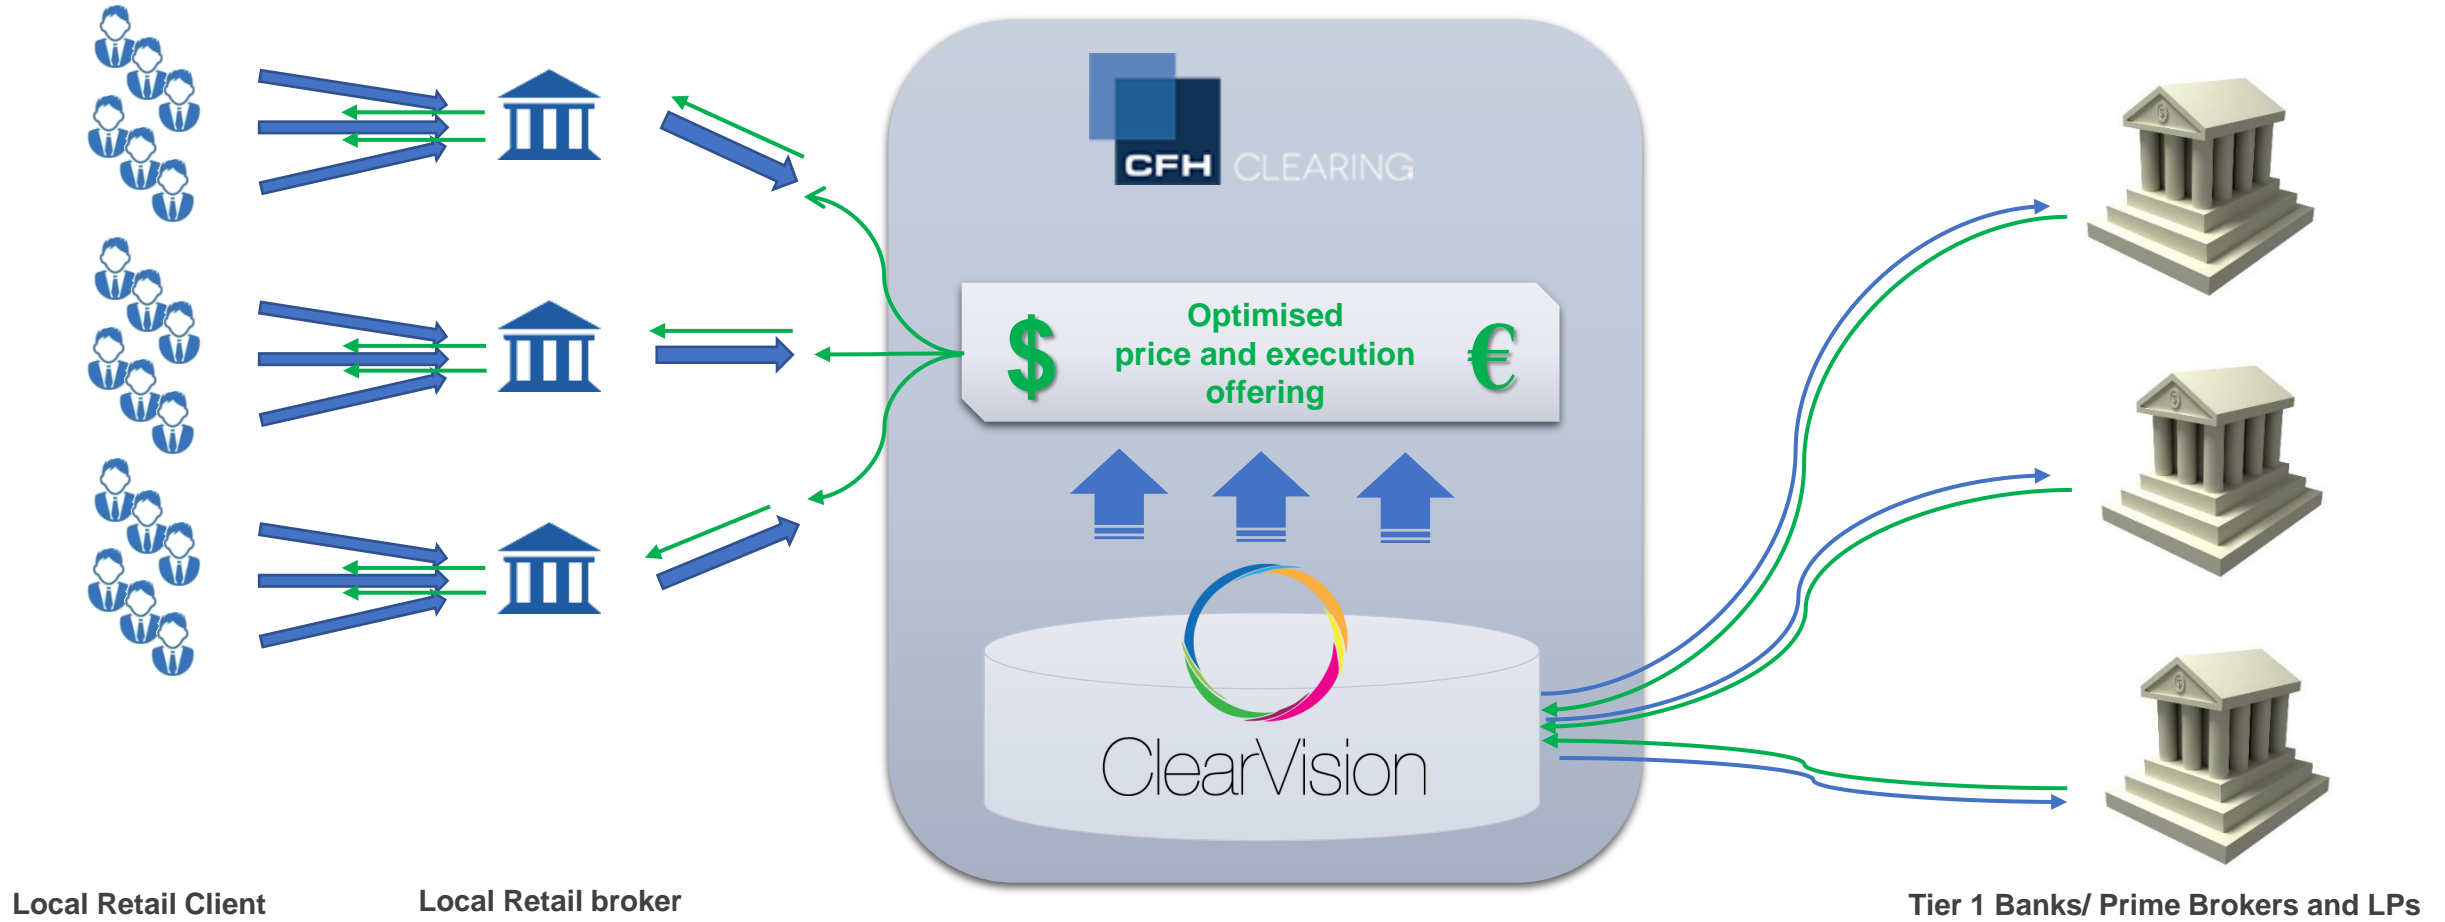 CFH CLEARING
$
Optimised
price and execution
offering
€
ClearVision
Local Retail Client
Local Retail broker
Tier 1 Banks/ Prime Brokers and LPs